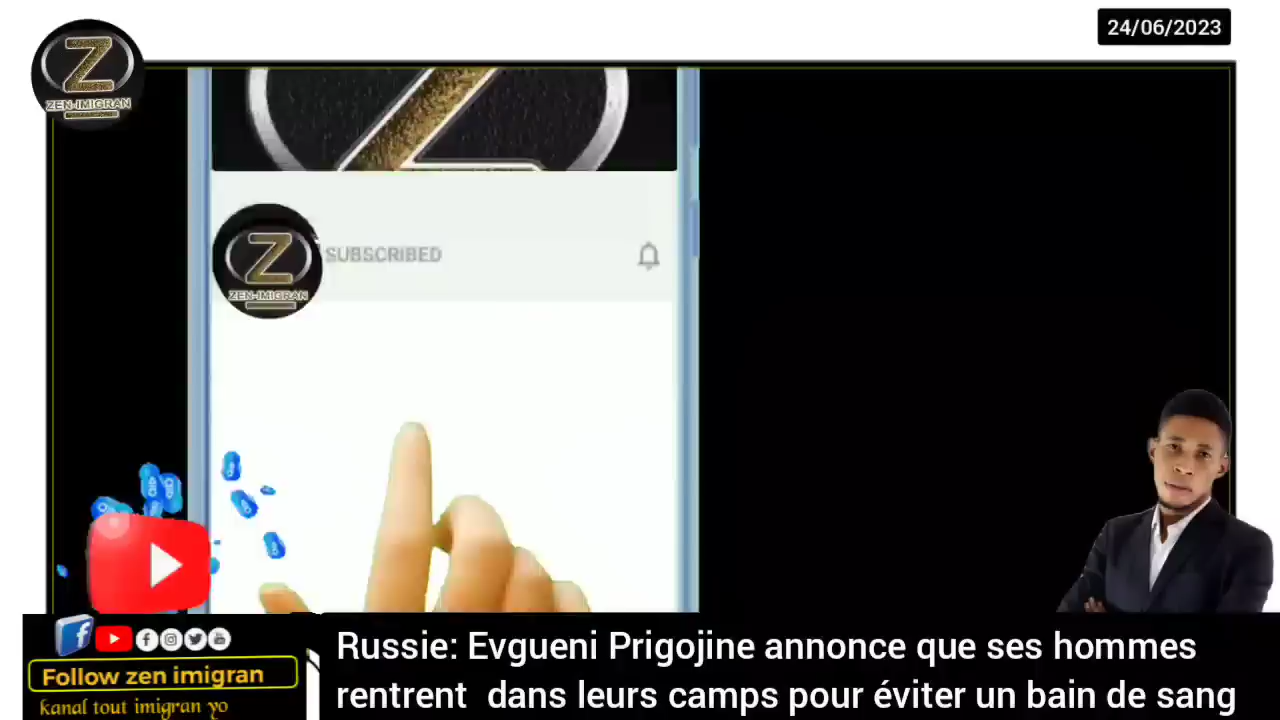 24/06/2023
Z
ZEN-IMIGRAN
Z
SUBSCRIBED
ZEN-IMIGRAN
Russie: Evgueni Prigojine annonce que ses hommes
rentrent dans leurs camps pour éviter un bain de sang
Follow zen imigran
kanal tout imigran yo